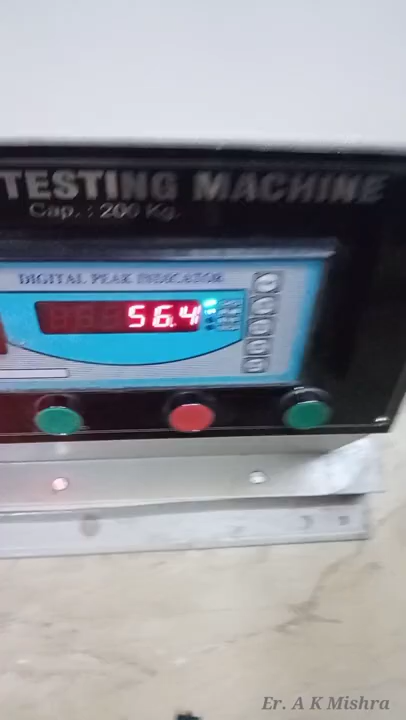 TESTING MACHINE
Cap. : 200 Kg.
DIGITAL PEAK INDICATOR
56.4
Er. A K Mishra